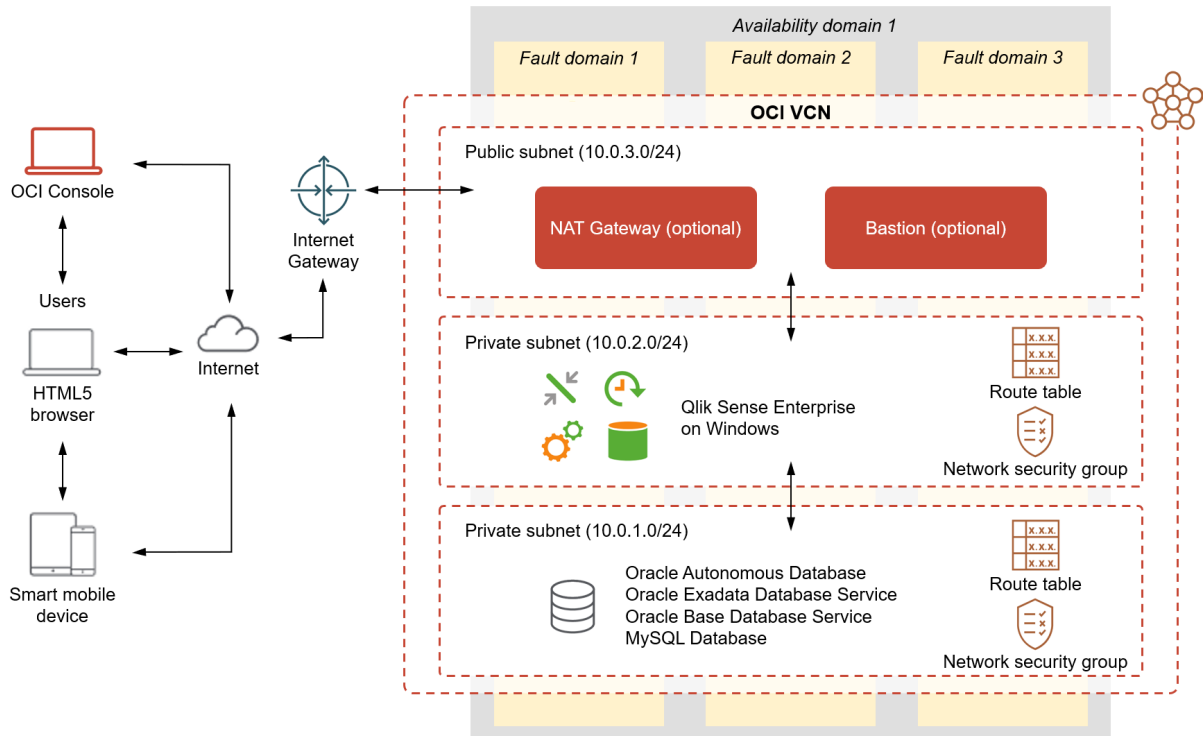 Availability domain 1
Fault domain 1
Fault domain 2
Fault domain 3
OCI VCN
Public subnet (10.0.3.0/24)
OCI Console
NAT Gateway (optional)
Bastion (optional)
Internet
Gateway
Users
Internet
HTML5
browser
Private subnet (10.0.2.0/24)
x.x.x.
x.x.x.
x.x.x.
Route table
Qlik Sense Enterprise
on Windows
Network security group
Smart mobile
device
Private subnet (10.0.1.0/24)
x.x.x.
x.x.x.
x.x.x.
Route table
Oracle Autonomous Database
Oracle Exadata Database Service
Oracle Base Database Service
MySQL Database
Network security group